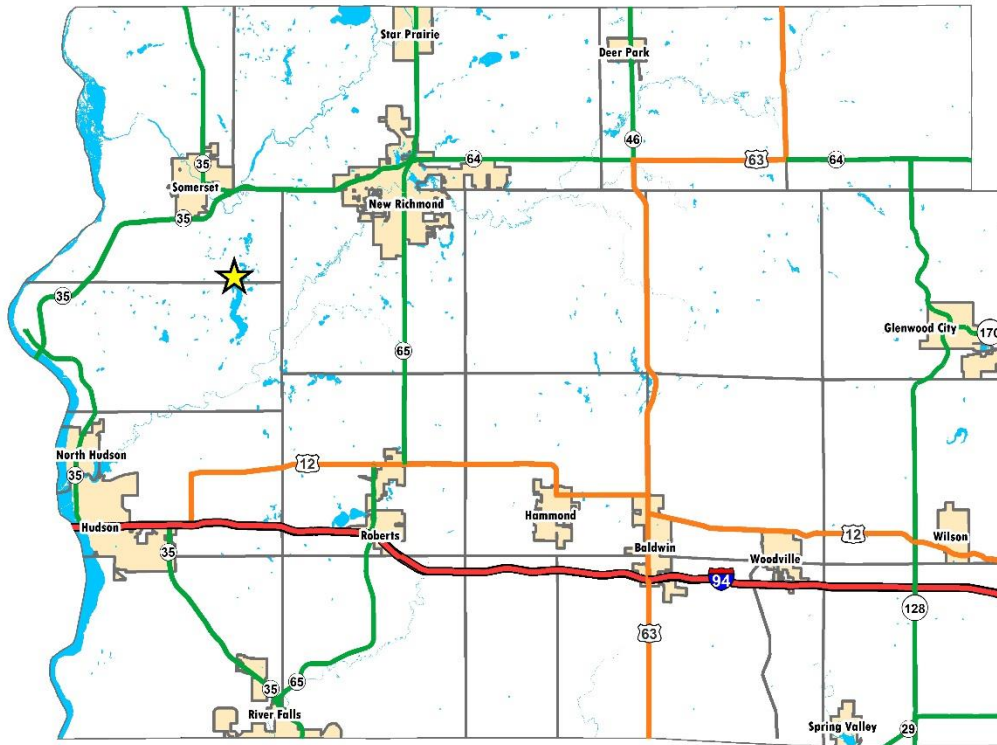 Star Prairie
Deer Park
46
64
63
64
35
Somerset
New Richmond
35
35
65
Glenwood City
170
North Hudson
12
35
Hudson
Hammond
Roberts
12
Wilson
Baldwin
35
Woodville
94
128
63
65
35
River Falls
Spring Valley
29